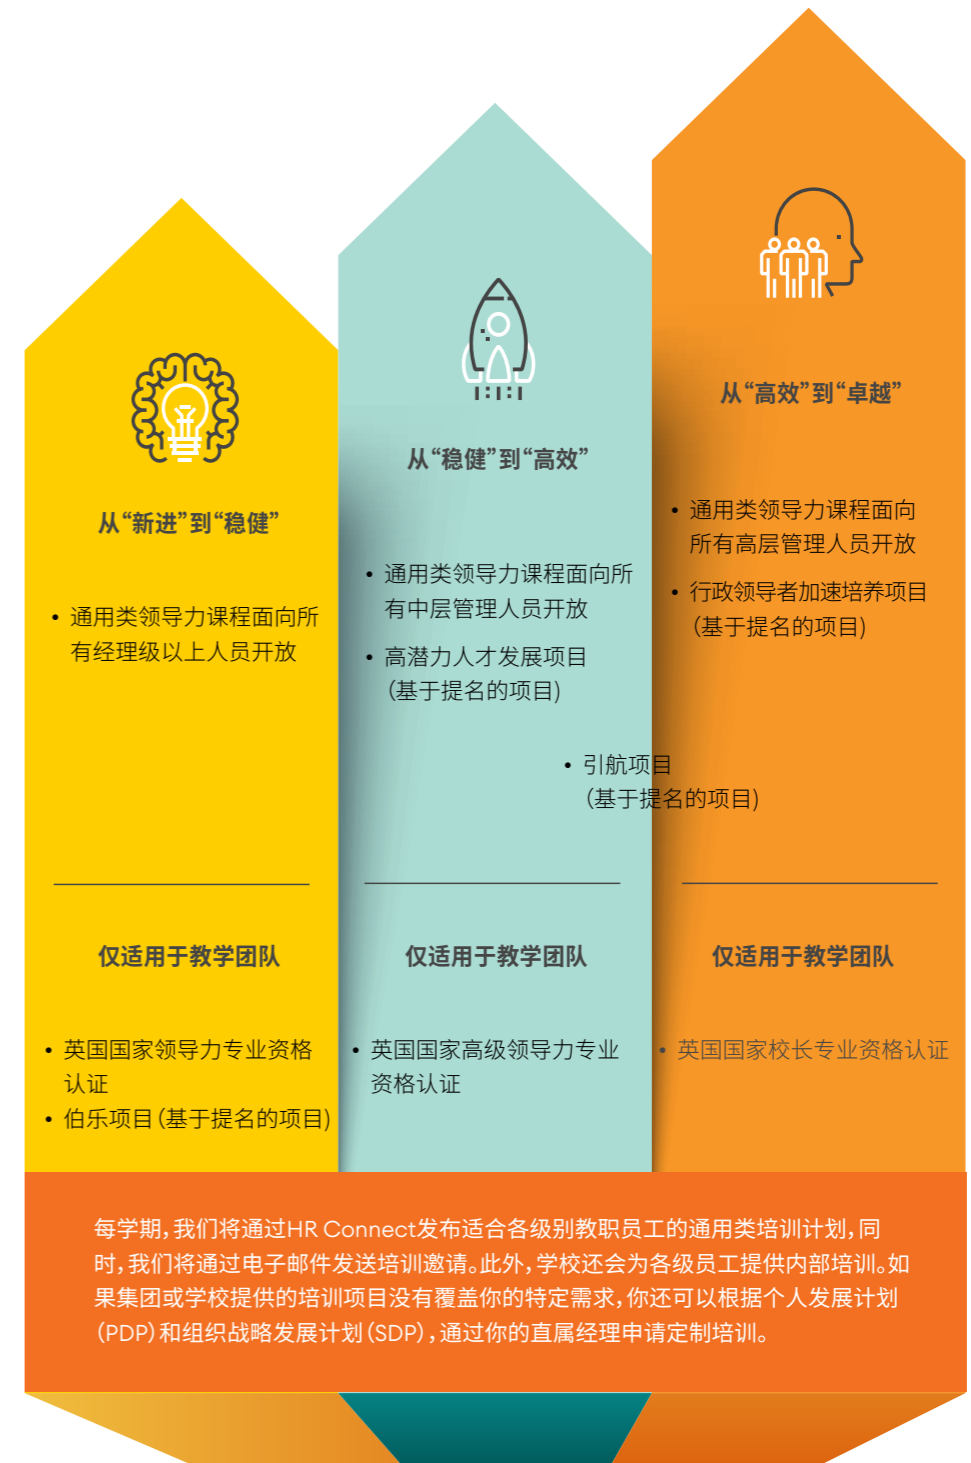 从“新进”到“稳健”
• 通用类领导力课程面向所
有经理级以上人员开放
仅适用于教学团队
• 英国国家领导力专业资格
认证
• 伯乐项目（基于提名的项目)
从“稳健”到“高效”
• 通用类领导力课程面向所
有中层管理人员开放
• 高潜力人才发展项目
（基于提名的项目)
• 引航项目
（基于提名的项目)
仅适用于教学团队
• 英国国家高级领导力专业
资格认证
从“高效”到“卓越”
• 通用类领导力课程面向
所有高层管理人员开放
• 行政领导者加速培养项目
（基于提名的项目)
仅适用于教学团队
• 英国国家校长专业资格认证
每学期，我们将通过HR Connect发布适合各级别教职员工的通用类培训计划，同
时，我们将通过电子邮件发送培训邀请。此外，学校还会为各级员工提供内部培训。如
果集团或学校提供的培训项目没有覆盖你的特定需求，你还可以根据个人发展计划
（PDP）和组织战略发展计划（SDP），通过你的直属经理申请定制培训。